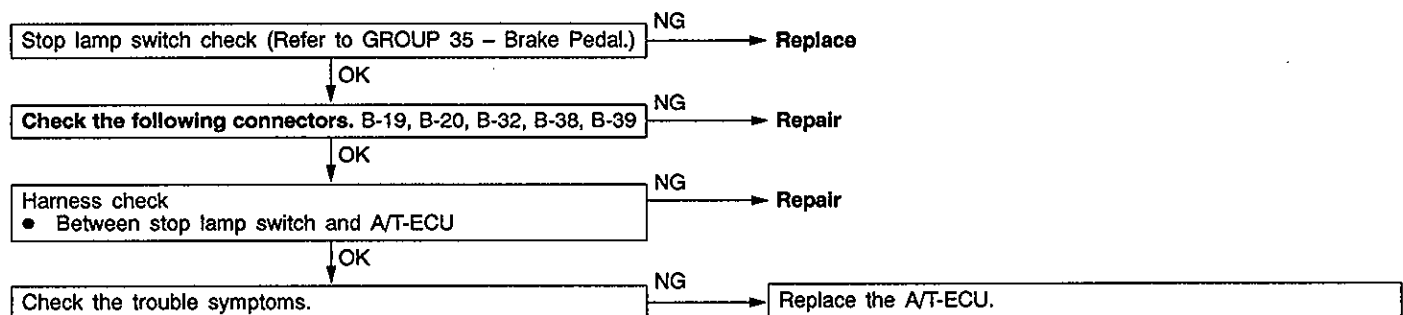 Stop lamp switch check (Refer to GROUP 35 – Brake Pedal.)
NG
Replace
OK
Check the following connectors. B-19, B-20, B-32, B-38, B-39
NG
Repair
OK
Harness check
● Between stop lamp switch and A/T-ECU
NG
Repair
OK
Check the trouble symptoms.
NG
Replace the A/T-ECU.